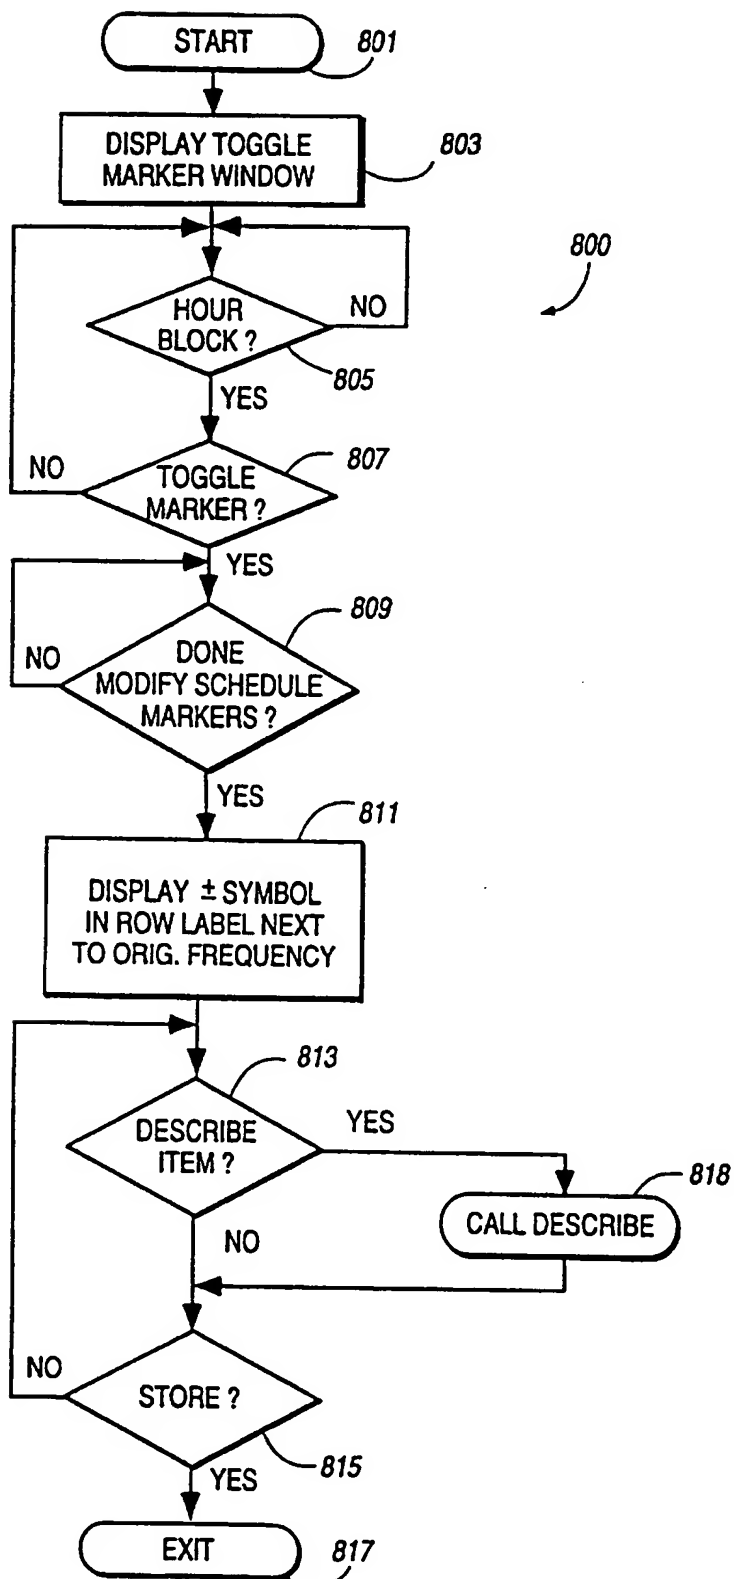 START
801
DISPLAY TOGGLE
MARKER WINDOW
803
800
HOUR
BLOCK ?
NO
805
YES
NO
TOGGLE
MARKER ?
807
YES
809
NO
DONE
MODIFY SCHEDULE
MARKERS ?
YES
811
DISPLAY ± SYMBOL
IN ROW LABEL NEXT
TO ORIG. FREQUENCY
813
DESCRIBE
ITEM ?
YES
818
CALL DESCRIBE
NO
NO
STORE ?
815
YES
EXIT
817